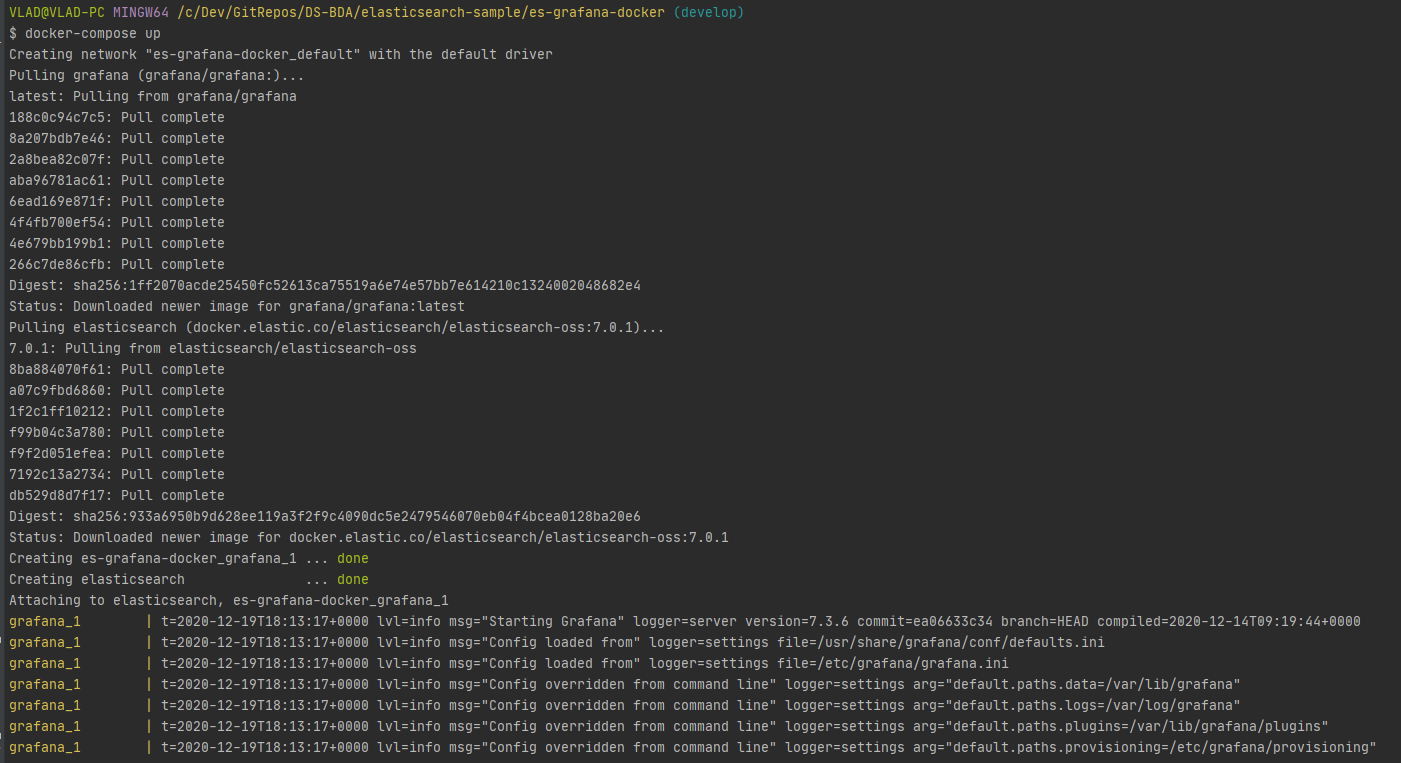 VLAD@VLAD-PC MINGW64 /c/Dev/GitRepos/DS-BDA/elasticsearch-sample/es-grafana-docker (develop)
$ docker-compose up
Creating network "es-grafana-docker_default" with the default driver
Pulling grafana (grafana/grafana:)...
latest: Pulling from grafana/grafana
188c0c94c7c5: Pull complete
8a207bdb7e46: Pull complete
2a8bea82c07f: Pull complete
aba96781ac61: Pull complete
6ead169e871f: Pull complete
4f4fb700ef54: Pull complete
4e679bb199b1: Pull complete
266c7de86cfb: Pull complete
Digest: sha256:1ff2070acde25450fc52613ca75519a6e74e57bb7e614210c1324002048682e4
Status: Downloaded newer image for grafana/grafana:latest
Pulling elasticsearch (docker.elastic.co/elasticsearch/elasticsearch-oss:7.0.1)...
7.0.1: Pulling from elasticsearch/elasticsearch-oss
8ba884070f61: Pull complete
a07c9fbd6860: Pull complete
1f2c1ff10212: Pull complete
f99b04c3a780: Pull complete
f9f2d051efea: Pull complete
7192c13a2734: Pull complete
db529d8d7f17: Pull complete
Digest: sha256:933a6950b9d628ee119a3f2f9c4090dc5e2479546070eb04f4bcea0128ba20e6
Status: Downloaded newer image for docker.elastic.co/elasticsearch/elasticsearch-oss:7.0.1
Creating es-grafana-docker_grafana_1 ... done
Creating elasticsearch               ... done
Attaching to elasticsearch, es-grafana-docker_grafana_1
grafana_1        | t=2020-12-19T18:13:17+0000 lvl=info msg="Starting Grafana" logger=server version=7.3.6 commit=ea06633c34 branch=HEAD compiled=2020-12-14T09:19:44+0000
grafana_1        | t=2020-12-19T18:13:17+0000 lvl=info msg="Config loaded from" logger=settings file=/usr/share/grafana/conf/defaults.ini
grafana_1        | t=2020-12-19T18:13:17+0000 lvl=info msg="Config loaded from" logger=settings file=/etc/grafana/grafana.ini
grafana_1        | t=2020-12-19T18:13:17+0000 lvl=info msg="Config overridden from command line" logger=settings arg="default.paths.data=/var/lib/grafana"
grafana_1        | t=2020-12-19T18:13:17+0000 lvl=info msg="Config overridden from command line" logger=settings arg="default.paths.logs=/var/log/grafana"
grafana_1        | t=2020-12-19T18:13:17+0000 lvl=info msg="Config overridden from command line" logger=settings arg="default.paths.plugins=/var/lib/grafana/plugins"
grafana_1        | t=2020-12-19T18:13:17+0000 lvl=info msg="Config overridden from command line" logger=settings arg="default.paths.provisioning=/etc/grafana/provisioning"